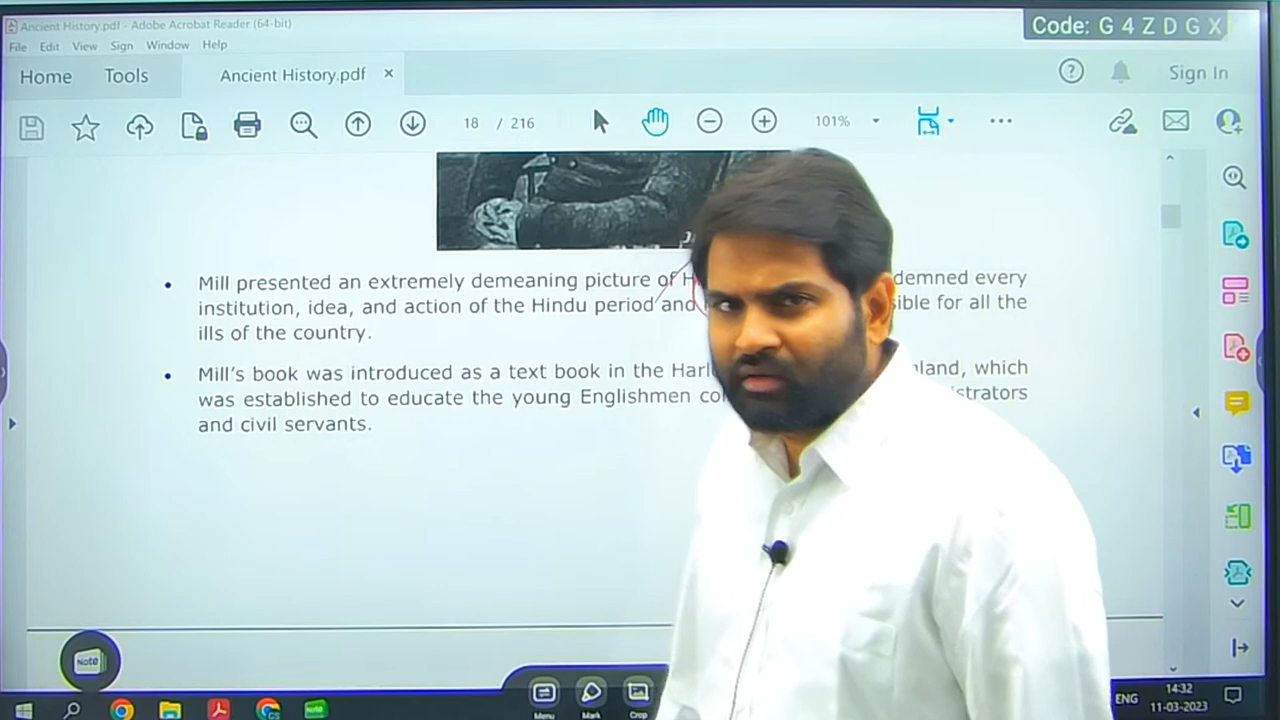 Ancient History.pdf - Adobe Acrobat Reader (64-bit)
Code: G 4 Z D G X
File Edit View Sign Window Help
Home Tools Ancient History.pdf ×
? Sign In
18 / 216 101%
Mill presented an extremely demeaning picture of demned every
institution, idea, and action of the Hindu period and sible for all the
ills of the country.
Mill's book was introduced as a text book in the Harl land, which
was established to educate the young Englishmen strators
and civil servants.
Note
Menu Mark Crop
ENG 14:32
11-03-2023